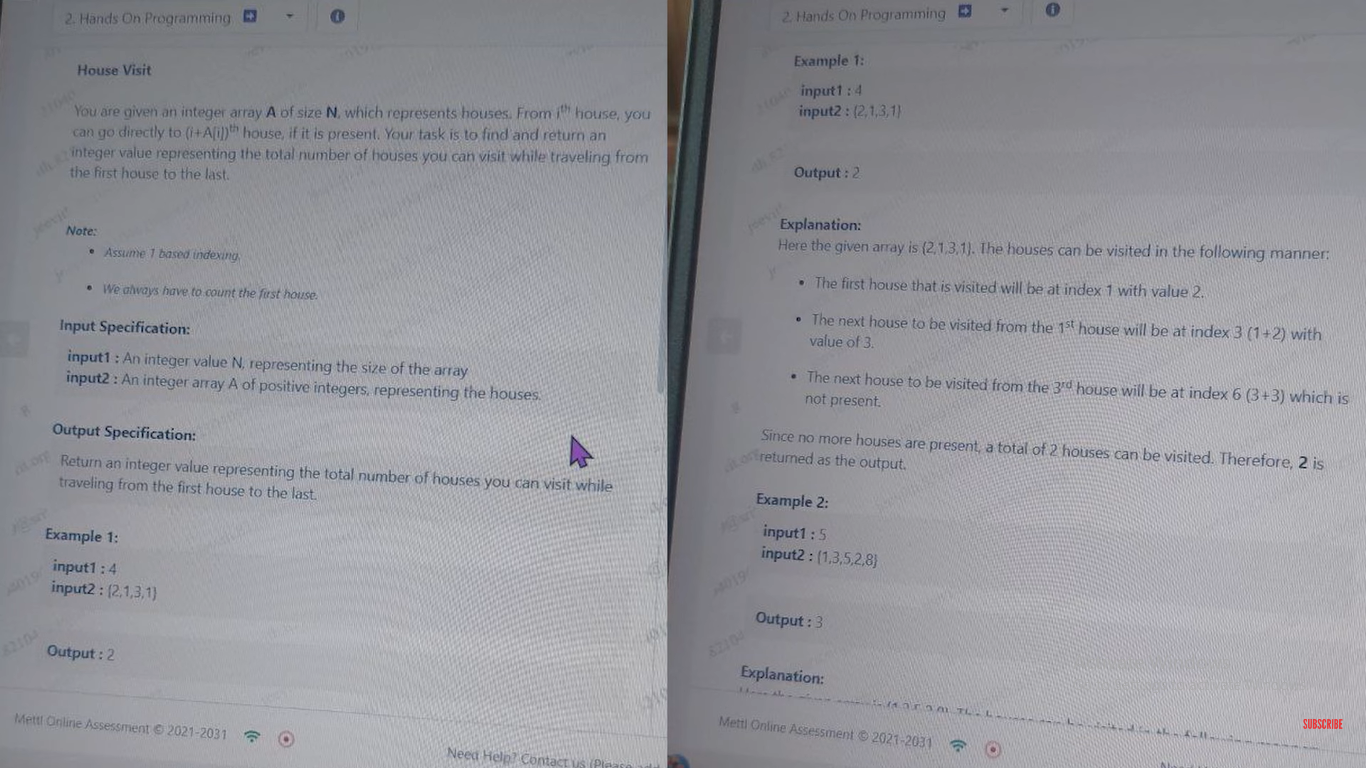 2. Hands On Programming
House Visit
You are given an integer array A of size N, which represents houses. From ith house, you
can go directly to (i+A[i])th house, if it is present. Your task is to find and return an
integer value representing the total number of houses you can visit while traveling from
the first house to the last.
Note:
• Assume 1 based indexing.
• We always have to count the first house.
Input Specification:
input1 : An integer value N, representing the size of the array
input2 : An integer array A of positive integers, representing the houses.
Output Specification:
Return an integer value representing the total number of houses you can visit while
traveling from the first house to the last.
Example 1:
input1 : 4
input2 : {2,1,3,1}
Output : 2
Mettl Online Assessment © 2021-2031
Need Help? Contact us (Please add
2. Hands On Programming
Example 1:
input1 : 4
input2 : {2,1,3,1}
Output : 2
Explanation:
Here the given array is {2,1,3,1}. The houses can be visited in the following manner:
• The first house that is visited will be at index 1 with value 2.
• The next house to be visited from the 1st house will be at index 3 (1+2) with
value of 3.
• The next house to be visited from the 3rd house will be at index 6 (3+3) which is
not present.
Since no more houses are present, a total of 2 houses can be visited. Therefore, 2 is
returned as the output.
Example 2:
input1 : 5
input2 : {1,3,5,2,8}
Output : 3
Explanation:
Mettl Online Assessment © 2021-2031
SUBSCRIBE